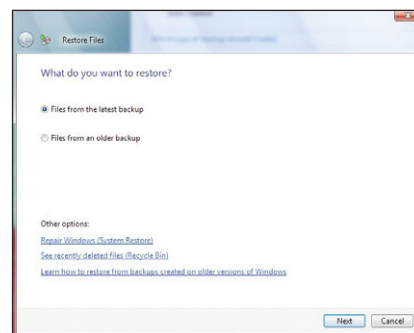 Restore Files
What do you want to restore?
Files from the latest backup
Files from an older backup
Other options:
Repair Windows (System Restore)
See recently deleted files (Recycle Bin)
Learn how to restore from backups created on older versions of Windows
Next
Cancel